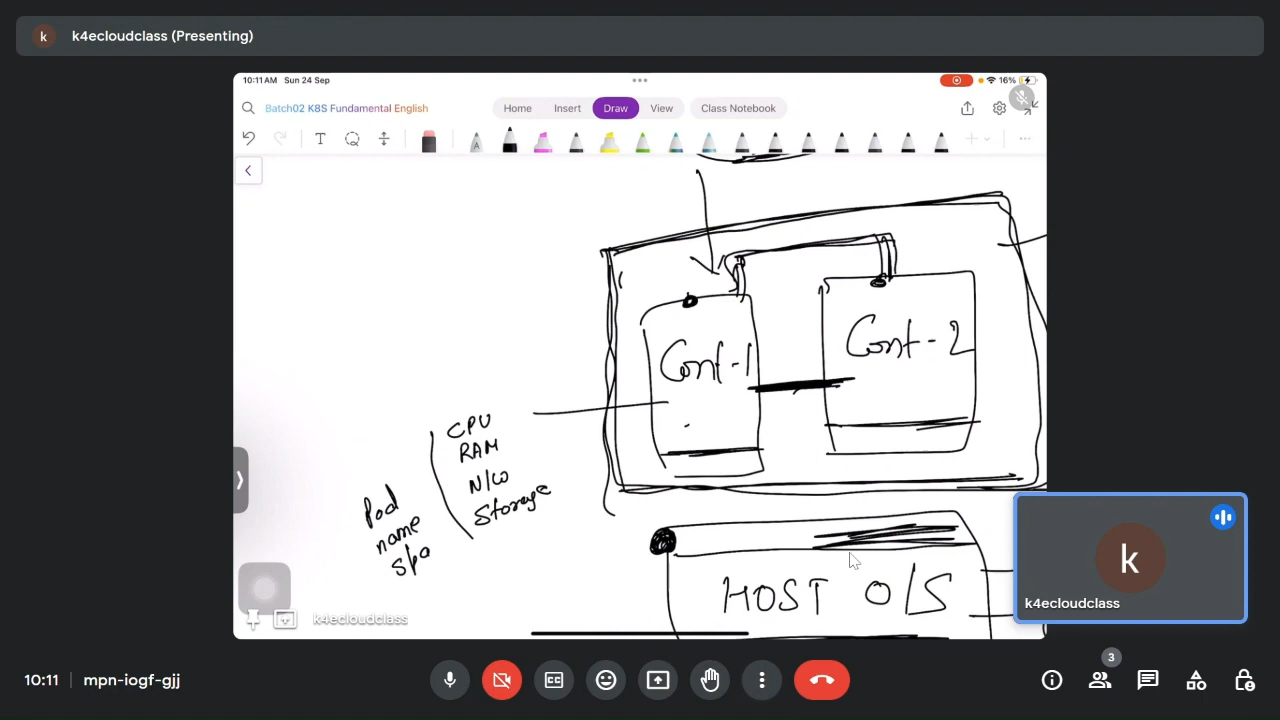 k
k4ecloudclass (Presenting)
10:11 AM Sun 24 Sep
16%
Batch02 K8S Fundamental English
Home
Insert
Draw
View
Class Notebook
T
A
Cont-1
Cont-2
CPU
RAM
N/W
Storage
Pod
name
Spa
HOST O/S
k4ecloudclass
k
k4ecloudclass
10:11
mpn-iogf-gjj
3